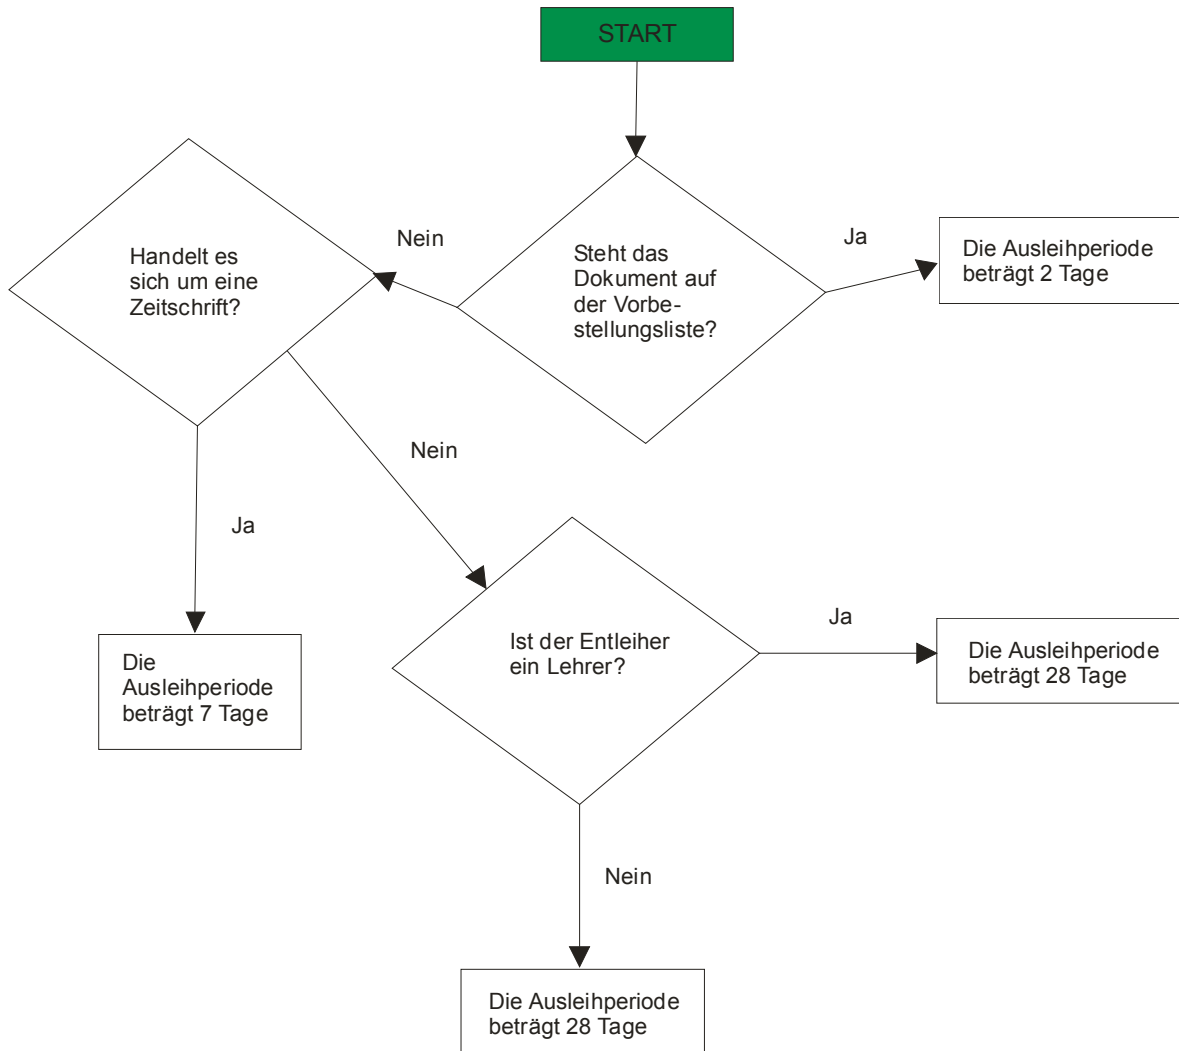 START
Nein
Ja
Handelt es
sich um eine
Zeitschrift?
Steht das
Dokument auf
der Vorbe-
stellungsliste?
Die Ausleihperiode
beträgt 2 Tage
Nein
Ja
Ist der Entleiher
ein Lehrer?
Ja
Die Ausleihperiode
beträgt 28 Tage
Die
Ausleihperiode
beträgt 7 Tage
Nein
Die Ausleihperiode
beträgt 28 Tage